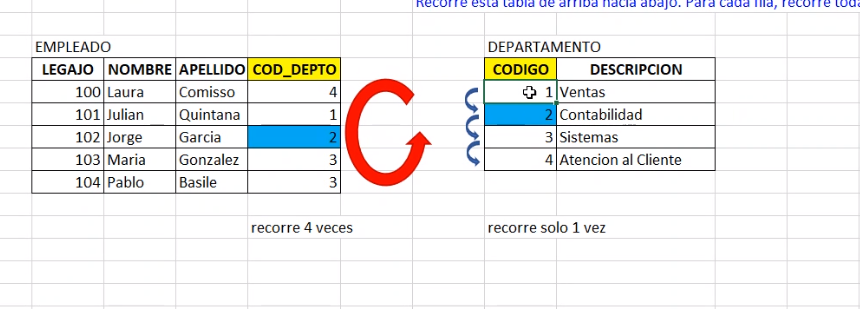 Recorre esta tabla de arriba hacia abajo. Para cada fila, recorre toda
EMPLEADO DEPARTAMENTO
LEGAJO NOMBRE APELLIDO COD_DEPTO CODIGO DESCRIPCION
100 Laura Comisso 4 1 Ventas
101 Julian Quintana 1 2 Contabilidad
102 Jorge Garcia 2 3 Sistemas
103 Maria Gonzalez 3 4 Atencion al Cliente
104 Pablo Basile 3
recorre 4 veces recorre solo 1 vez